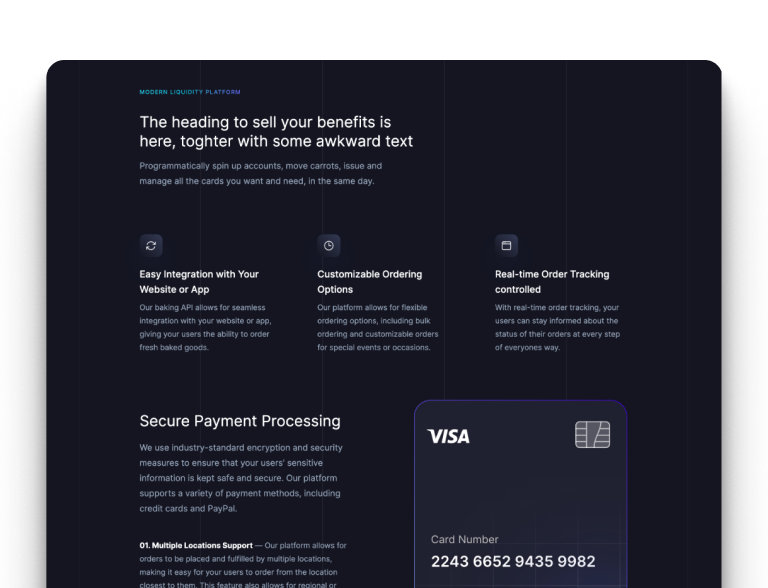 MODERN LIQUIDITY PLATFORM
The heading to sell your benefits is
here, toghter with some awkward text
Programmatically spin up accounts, move carrots, issue and
manage all the cards you want and need, in the same day.
Easy Integration with Your
Website or App
Our baking API allows for seamless
integration with your website or app,
giving your users the ability to order
fresh baked goods.
Customizable Ordering
Options
Our platform allows for flexible
ordering options, including bulk
ordering and customizable orders
for special events or occasions.
Real-time Order Tracking
controlled
With real-time order tracking, your
users can stay informed about the
status of their orders at every step
of everyones way.
Secure Payment Processing
We use industry-standard encryption and security
measures to ensure that your users' sensitive
information is kept safe and secure. Our platform
supports a variety of payment methods, including
credit cards and PayPal.
01. Multiple Locations Support — Our platform allows for
orders to be placed and fulfilled by multiple locations,
making it easy for your users to order from the location
closest to them. This feature also allows for regional or
VISA
Card Number
2243 6652 9435 9982